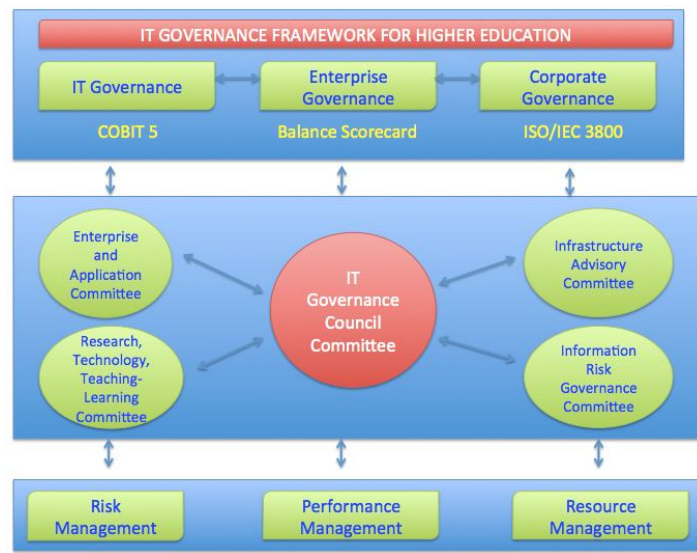 IT GOVERNANCE FRAMEWORK FOR HIGHER EDUCATION
IT Governance
Enterprise
Governance
Corporate
Governance
COBIT 5
Balance Scorecard
ISO/IEC 3800
Enterprise
and
Application
Committee
IT
Governance
Council
Committee
Infrastructure
Advisory
Committee
Research,
Technology,
Teaching-
Learning
Committee
Information
Risk
Governance
Committee
Risk
Management
Performance
Management
Resource
Management